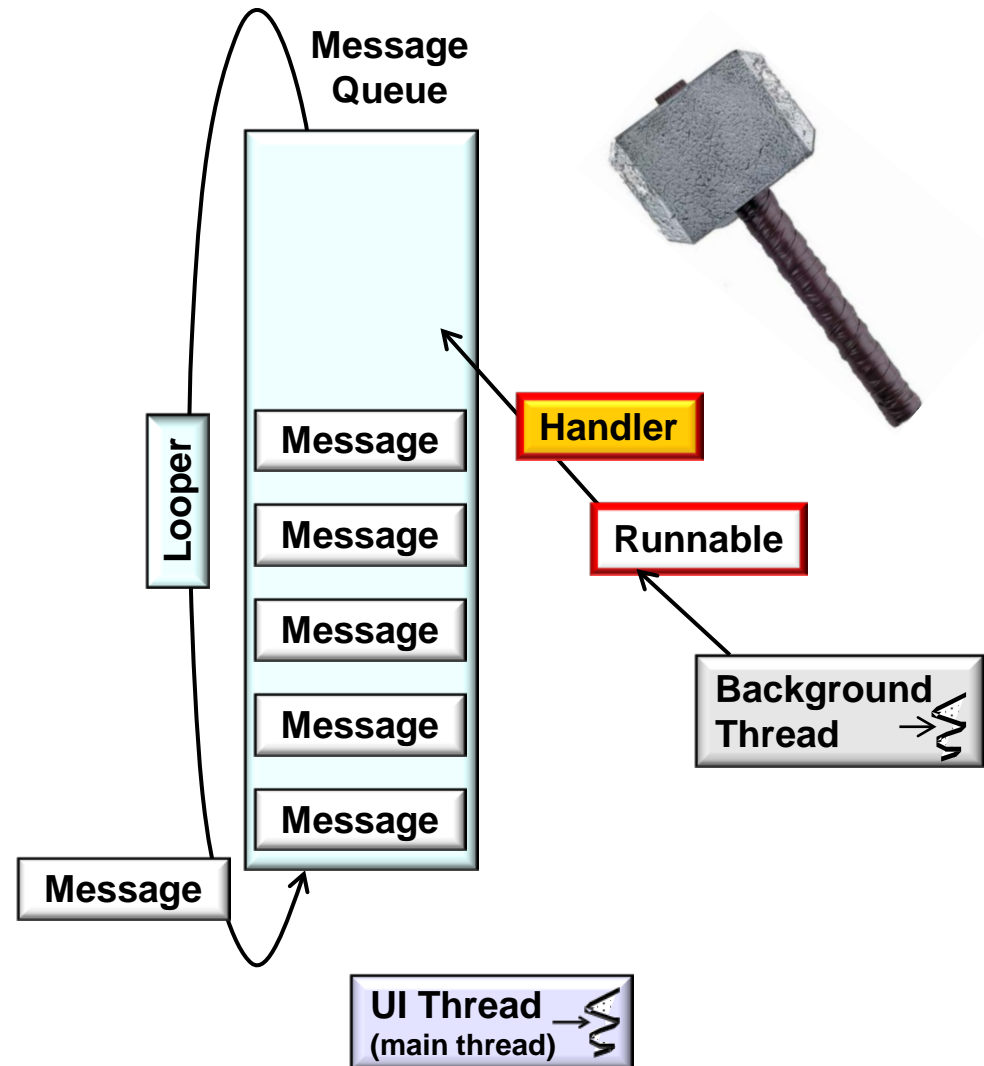 Message
Queue
Looper
Message
Message
Message
Message
Message
Message
Handler
Runnable
Background
Thread
UI Thread
(main thread)